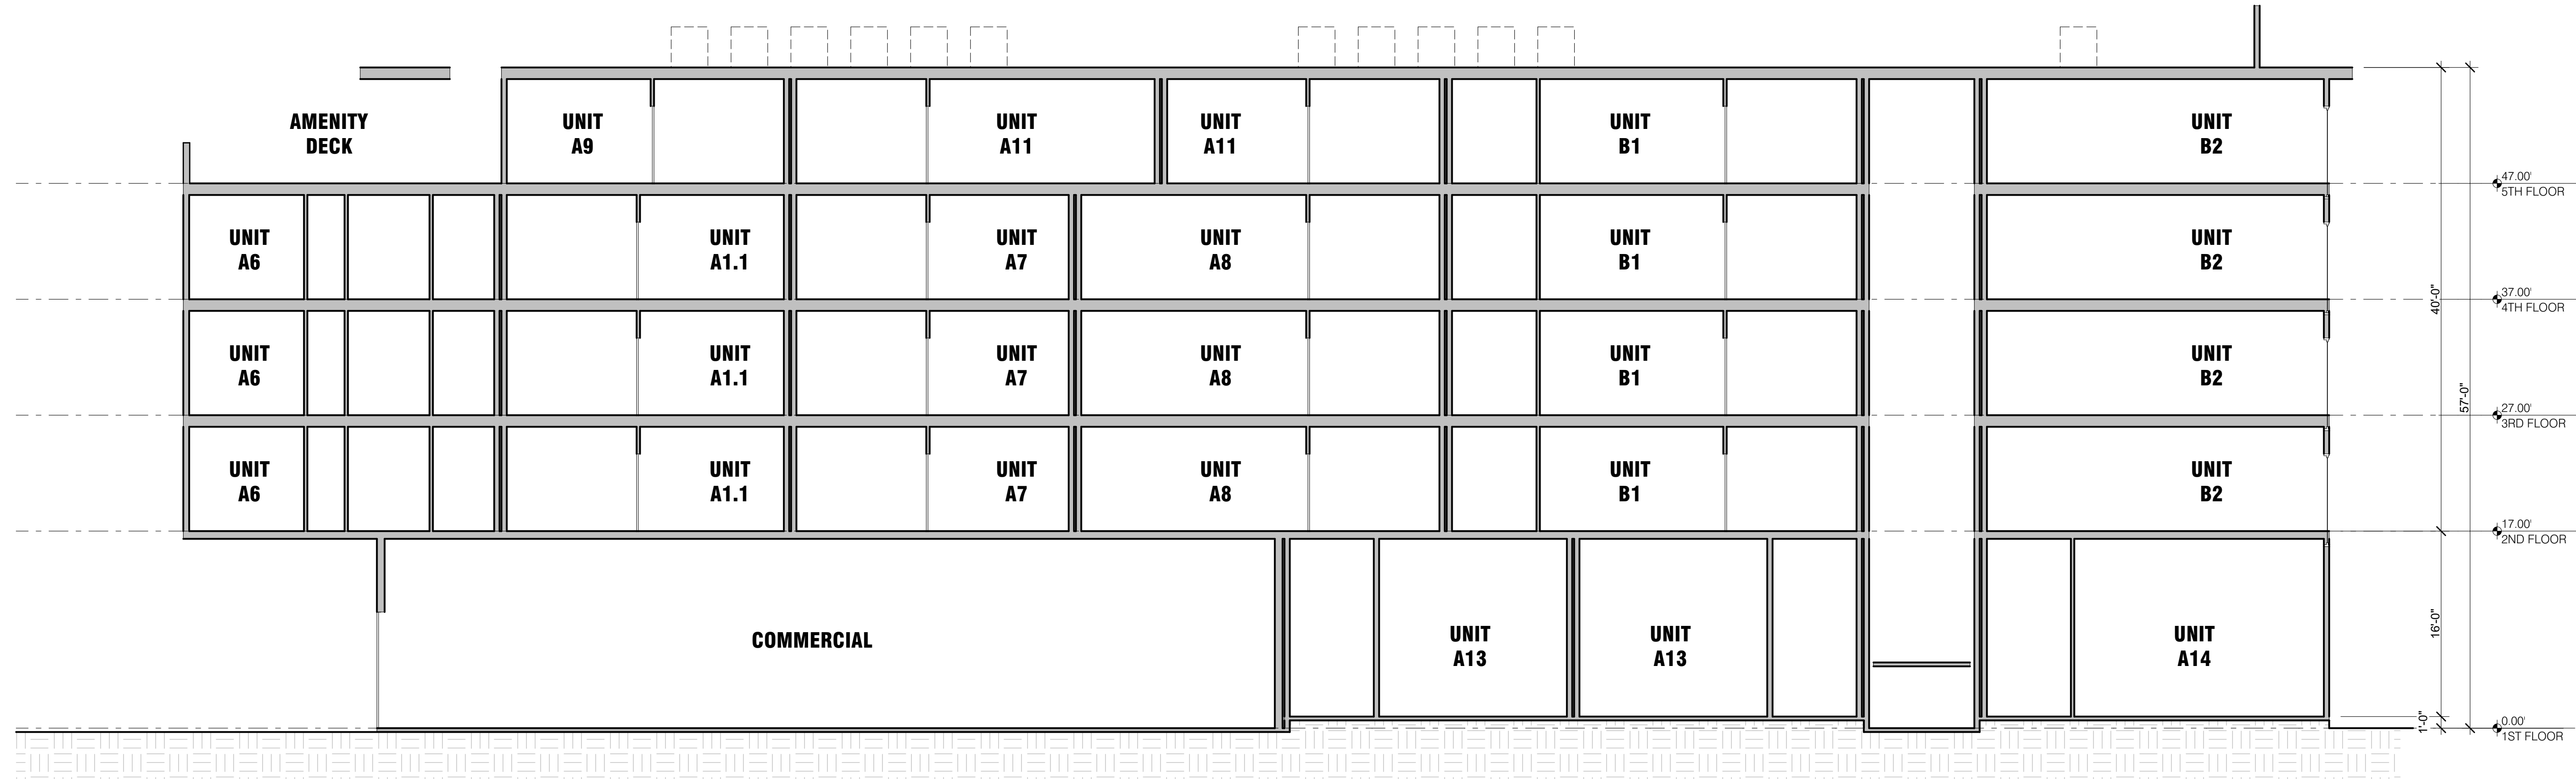 AMENITY
DECK
UNIT
A9
UNIT
A11
UNIT
A11
UNIT
B1
UNIT
B2
47.00'
5TH FLOOR
UNIT
A6
UNIT
A1.1
UNIT
A7
UNIT
A8
UNIT
B1
UNIT
B2
37.00'
4TH FLOOR
40'-0"
UNIT
A6
UNIT
A1.1
UNIT
A7
UNIT
A8
UNIT
B1
UNIT
B2
57'-0"
27.00'
3RD FLOOR
UNIT
A6
UNIT
A1.1
UNIT
A7
UNIT
A8
UNIT
B1
UNIT
B2
17.00'
2ND FLOOR
COMMERCIAL
UNIT
A13
UNIT
A13
UNIT
A14
16'-0"
1'-0"
0.00'
1ST FLOOR